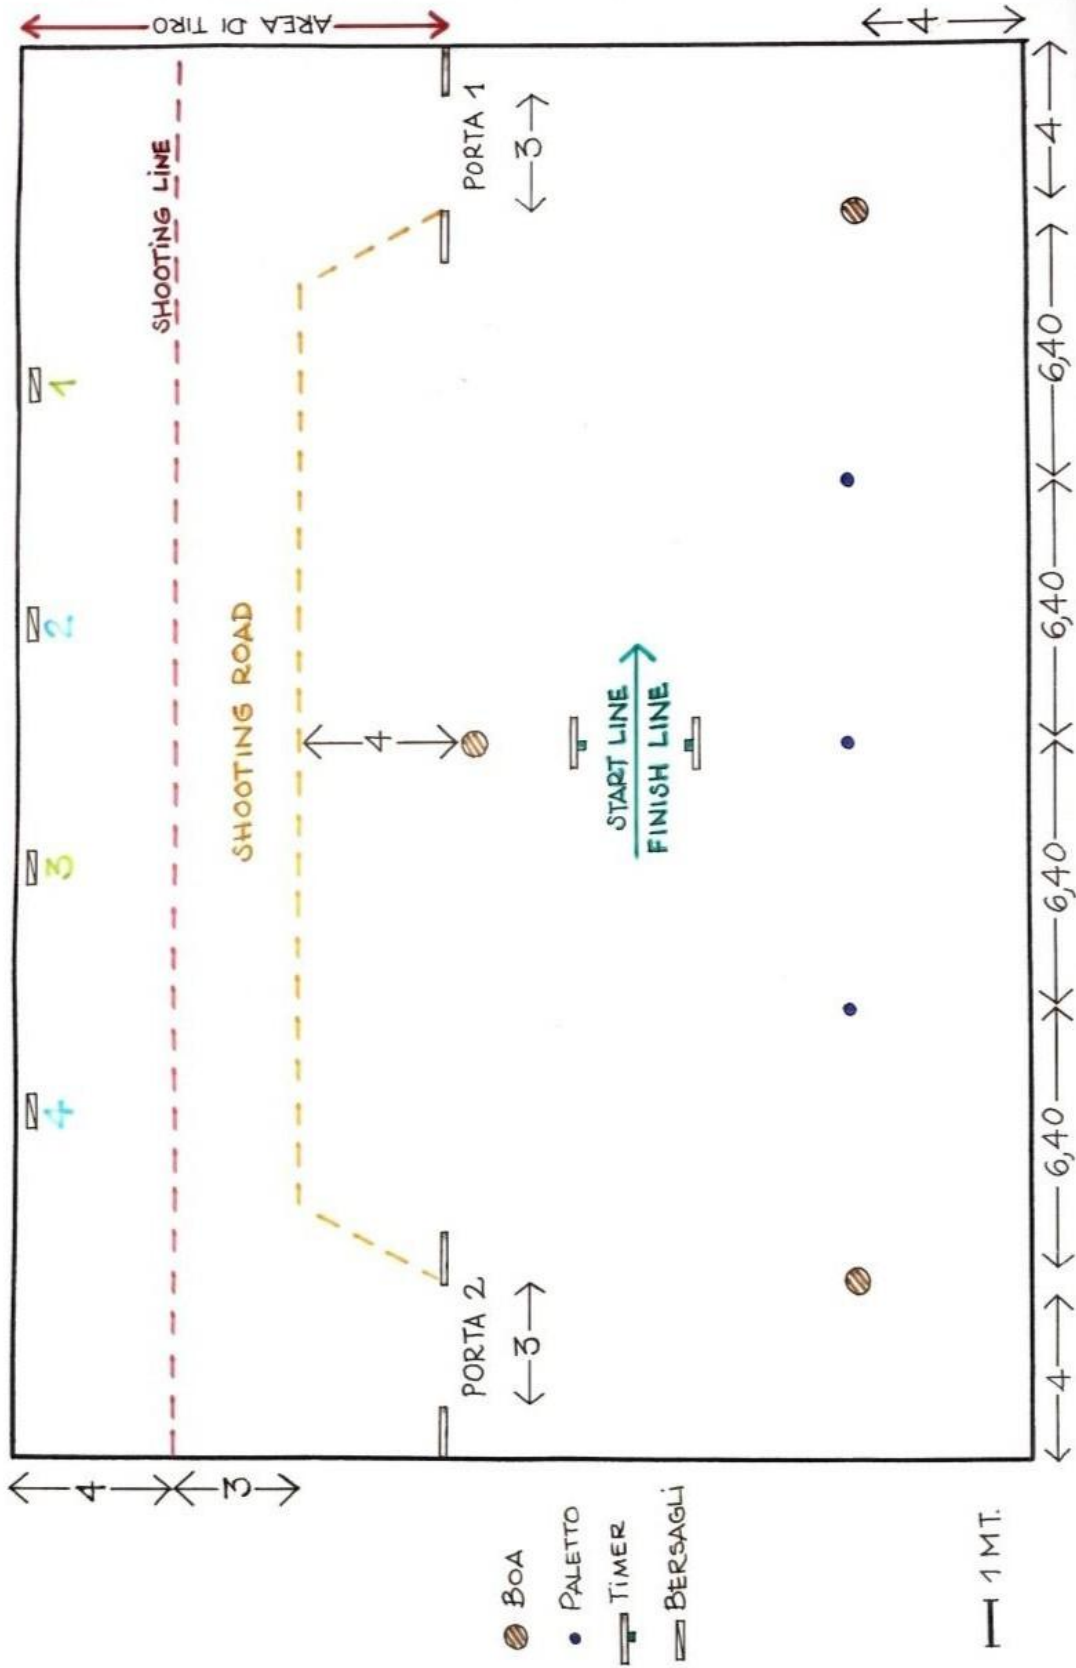 AREA DI TIRO
4
SHOOTING LINE
PORTA 1
3
1
2
3
4
SHOOTING ROAD
4
START LINE
FINISH LINE
PORTA 2
3
4
3
4
6,40
6,40
6,40
6,40
4
BOA
PALETTO
TIMER
BERSAGLI
1 MT.